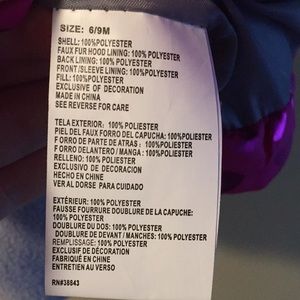 SIZE: 6/9M
SHELL: 100%POLYESTER
FAUX FUR HOOD LINING: 100% POLYESTER
BACK LINING: 100% POLYESTER
FRONT/SLEEVE LINING: 100% POLYESTER
FILL: 100%POLYESTER
EXCLUSIVE OF DECORATION
MADE IN CHINA
SEE REVERSE FOR CARE
TELA EXTERIOR: 100% POLIESTER
PIEL DEL FAUX FORRO DEL CAPUCHA: 100% POLIESTER
F ORRO DE PARTE DE ATRAS : 100% POLIESTER
F ORRO DELANTERO / MANGA : 100% POLIESTER
RELLENO: 100% POLIESTER
EXCLUSIVO DE DECORACION
HECHO EN CHINE
VER AL DORSE PARA CUIDADO
EXTÉRIEUR: 100% POLYESTER
FAUSSE FOURRURE DOUBLURE DE LA CAPUCHE:
100% POLYESTER
DOUBLURE DU DOS: 100% POLYESTER
DOUBLURE DE DEVANT / MANCHES: 100% POLYESTER
REMPLISSAGE: 100% POLYESTER
EXCLUSIF DE DÉCORATION
FABRIQUÉ EN CHINE
ENTRETIEN AU VERSO
RN#38843